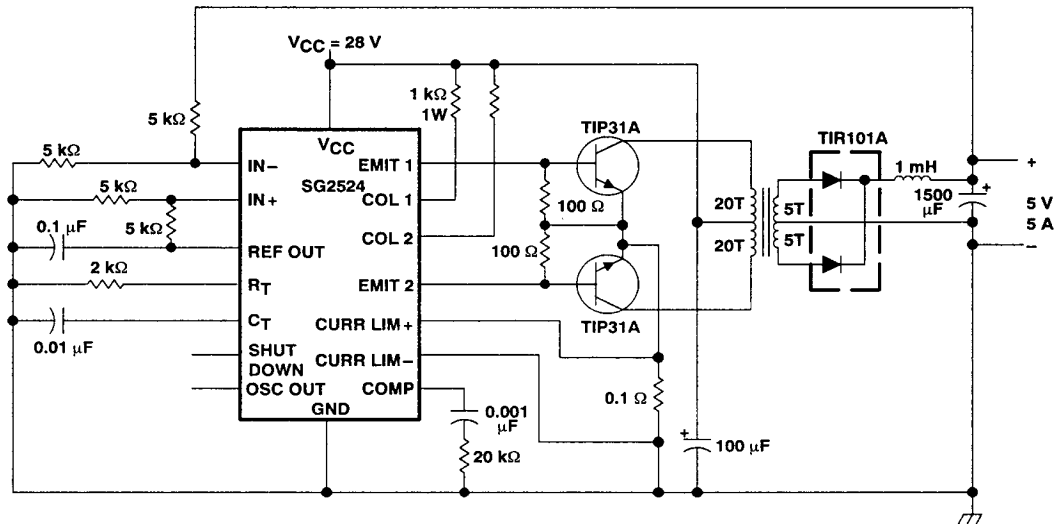 VCC = 28 V
5 kΩ
1 kΩ
1W
TIP31A
TIR101A
5 kΩ
VCC
SG2524
IN−
EMIT 1
1 mH
+
5 kΩ
IN+
COL 1
100 Ω
20T
5T
1500
μF
+
5 V
5 A
0.1 μF
5 kΩ
REF OUT
COL 2
100 Ω
20T
5T
−
2 kΩ
RT
EMIT 2
TIP31A
0.01 μF
CT
CURR LIM+
SHUT
DOWN
CURR LIM−
OSC OUT
COMP
0.1 Ω
GND
0.001
μF
20 kΩ
+
100 μF